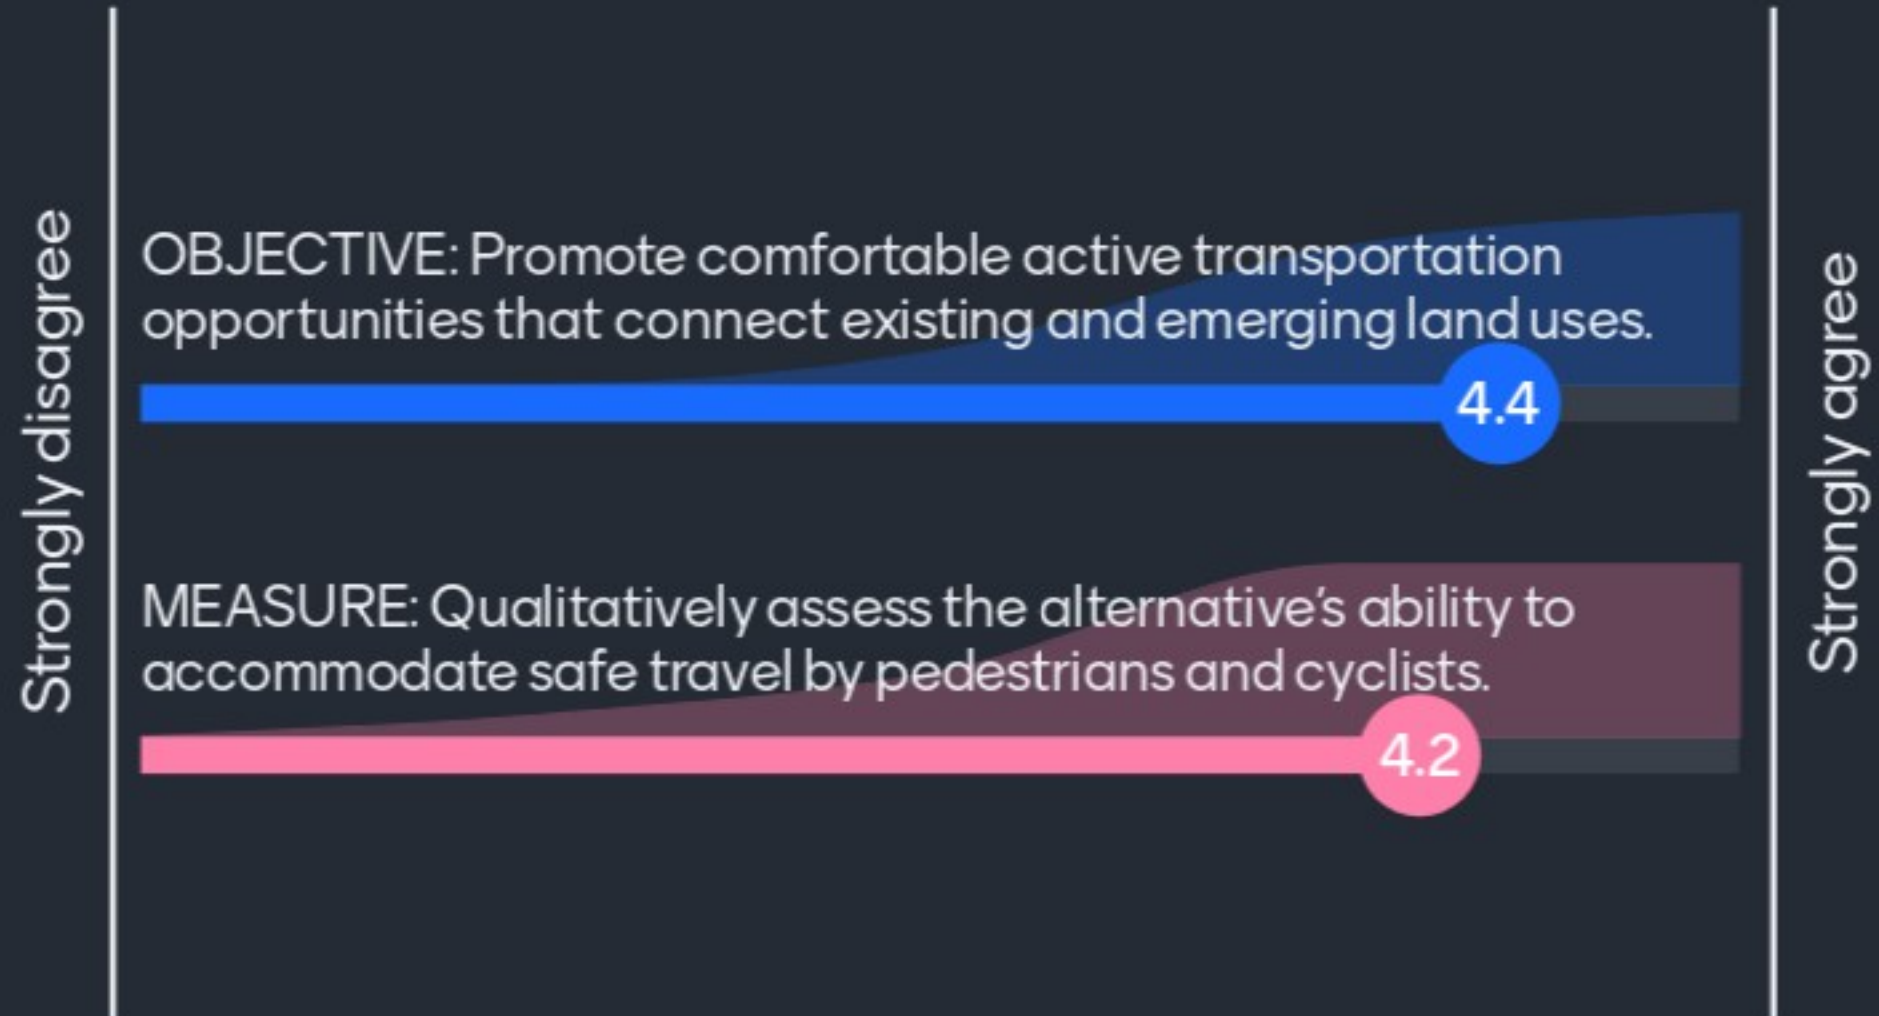 Strongly disagree
OBJECTIVE: Promote comfortable active transportation
opportunities that connect existing and emerging land uses.
4.4
MEASURE: Qualitatively assess the alternative’s ability to
accommodate safe travel by pedestrians and cyclists.
4.2
Strongly agree